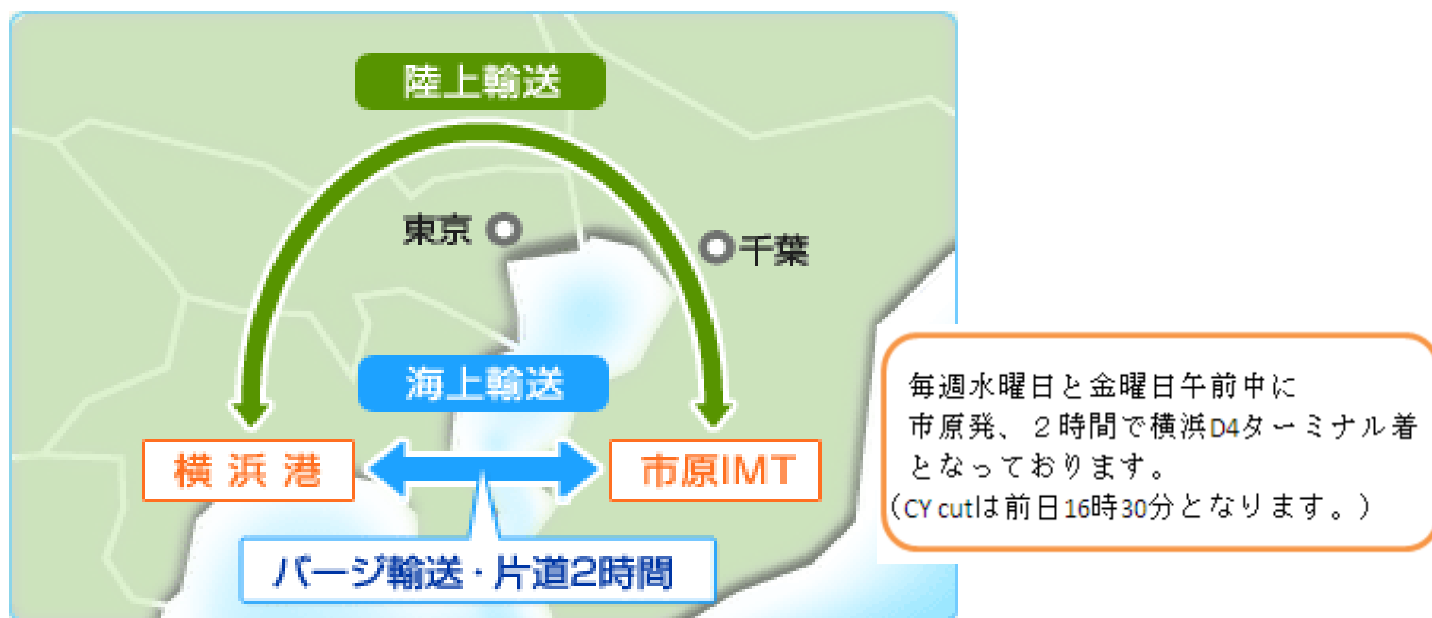 陸上輸送
東京
千葉
海上輸送
横浜港
市原IMT
バージ輸送・片道2時間
毎週水曜日と金曜日午前中に
市原発、２時間で横浜D4ターミナル着
となっております。
（CY cutは前日16時30分となります。）